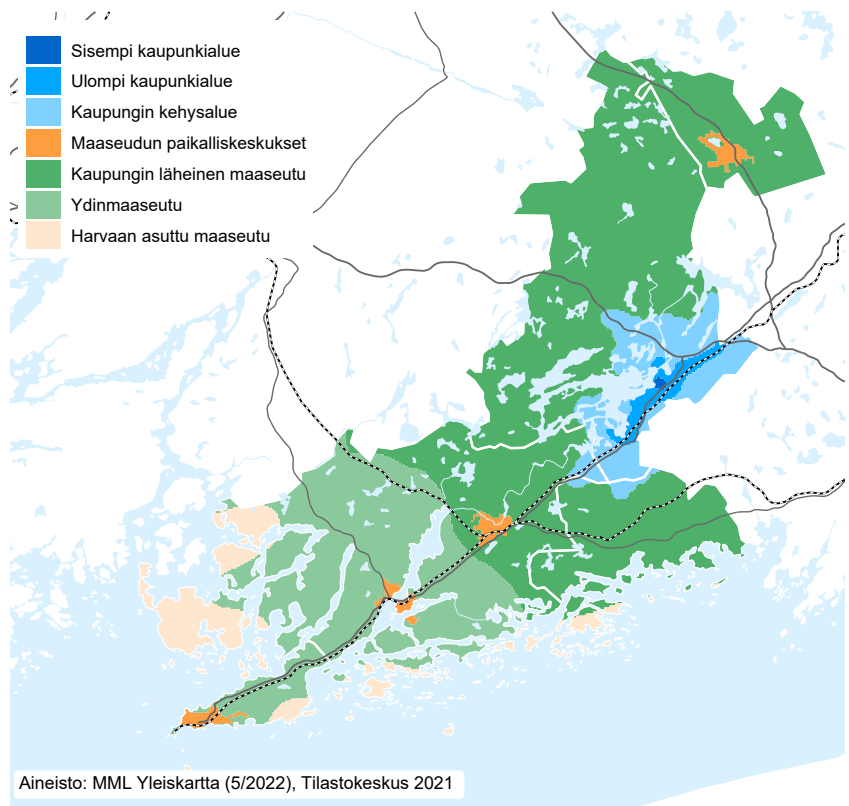 Sisempi kaupunkialue
Ulompi kaupunkialue
Kaupungin kehysalue
Maaseudun paikalliskeskukset
Kaupungin läheinen maaseutu
Ydinmaaseutu
Harvaan asuttu maaseutu
Aineisto: MML Yleiskartta (5/2022), Tilastokeskus 2021